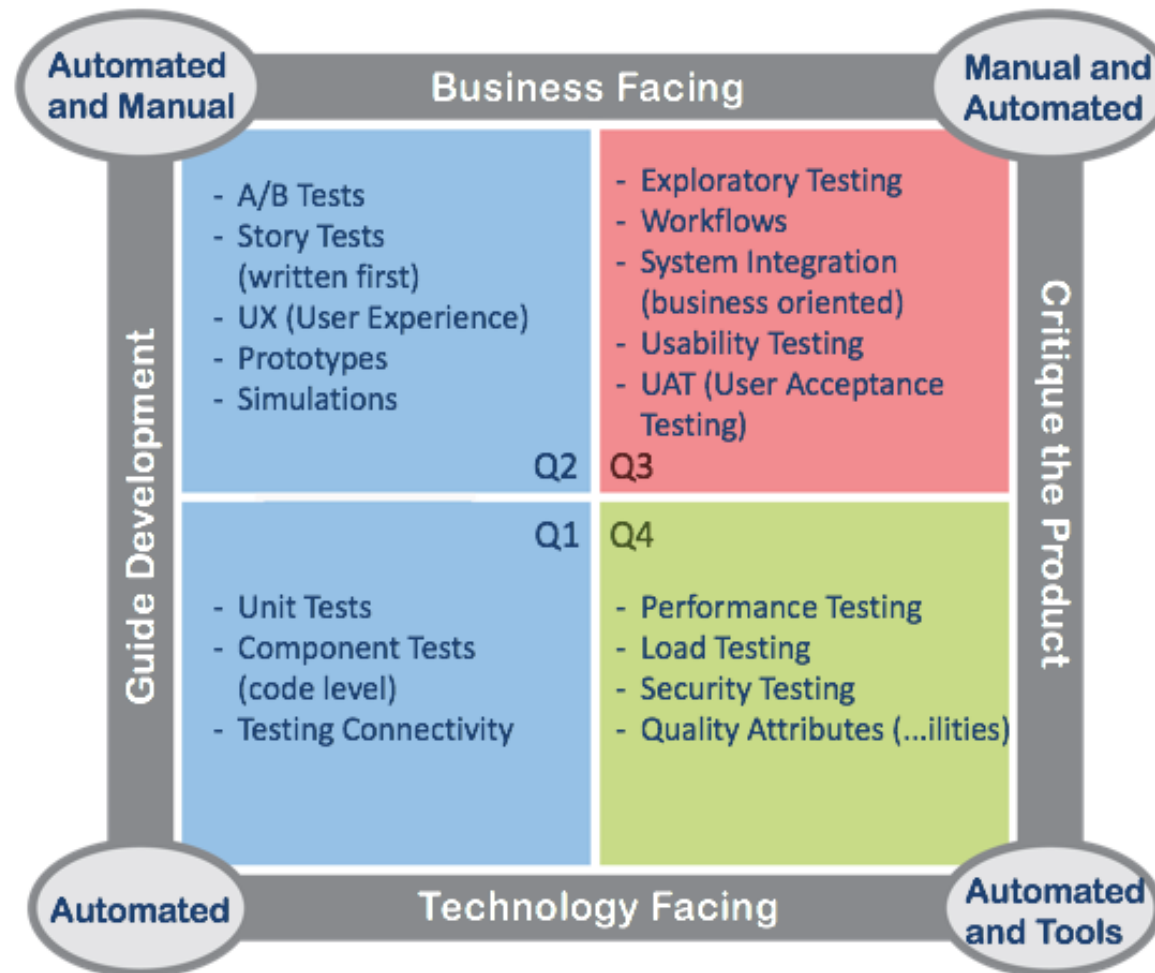 Automated
and Manual
Business Facing
Manual and
Automated
Guide Development
- A/B Tests
- Story Tests
(written first)
- UX (User Experience)
- Prototypes
- Simulations
Q2
- Exploratory Testing
- Workflows
- System Integration
(business oriented)
- Usability Testing
- UAT (User Acceptance
Testing)
Q3
Critique the Product
Q1
- Unit Tests
- Component Tests
(code level)
- Testing Connectivity
Q4
- Performance Testing
- Load Testing
- Security Testing
- Quality Attributes (...ilities)
Automated
Technology Facing
Automated
and Tools